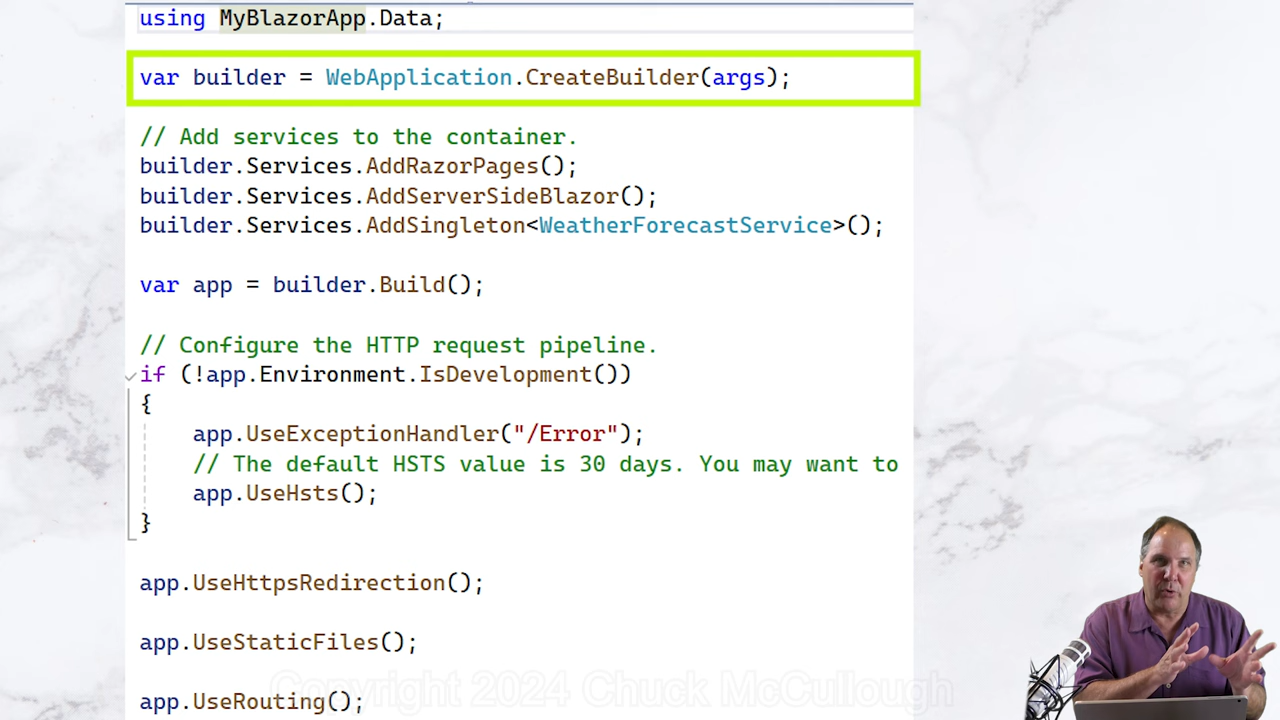 using MyBlazorApp.Data;
var builder = WebApplication.CreateBuilder(args);
// Add services to the container.
builder.Services.AddRazorPages();
builder.Services.AddServerSideBlazor();
builder.Services.AddSingleton<WeatherForecastService>();
var app = builder.Build();
// Configure the HTTP request pipeline.
if (!app.Environment.IsDevelopment())
{
app.UseExceptionHandler("/Error");
// The default HSTS value is 30 days. You may want to
app.UseHsts();
}
app.UseHttpsRedirection();
app.UseStaticFiles();
app.UseRouting();
Copyright 2024 Chuck McCullough